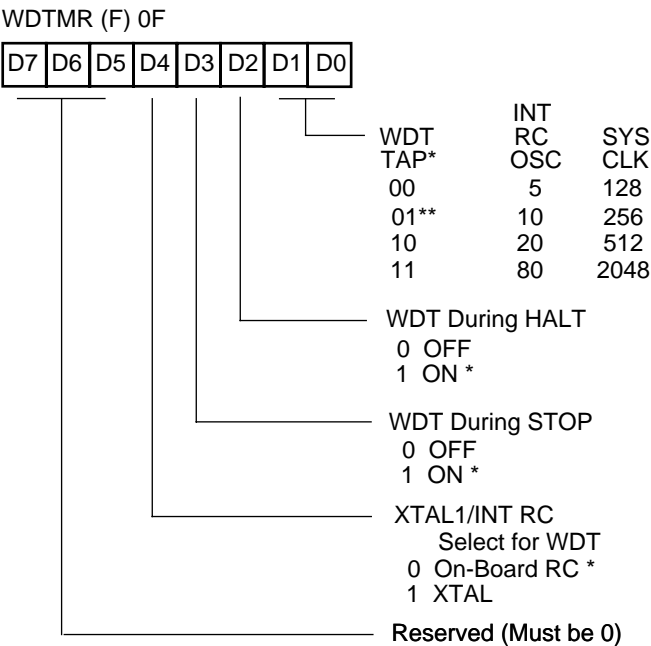 WDTMR (F) 0F
D7 D6 D5 D4 D3 D2 D1 D0
INT
WDT RC SYS
TAP* OSC CLK
00 5 128
01** 10 256
10 20 512
11 80 2048
WDT During HALT
0 OFF
1 ON *
WDT During STOP
0 OFF
1 ON *
XTAL1/INT RC
Select for WDT
0 On-Board RC *
1 XTAL
Reserved (Must be 0)